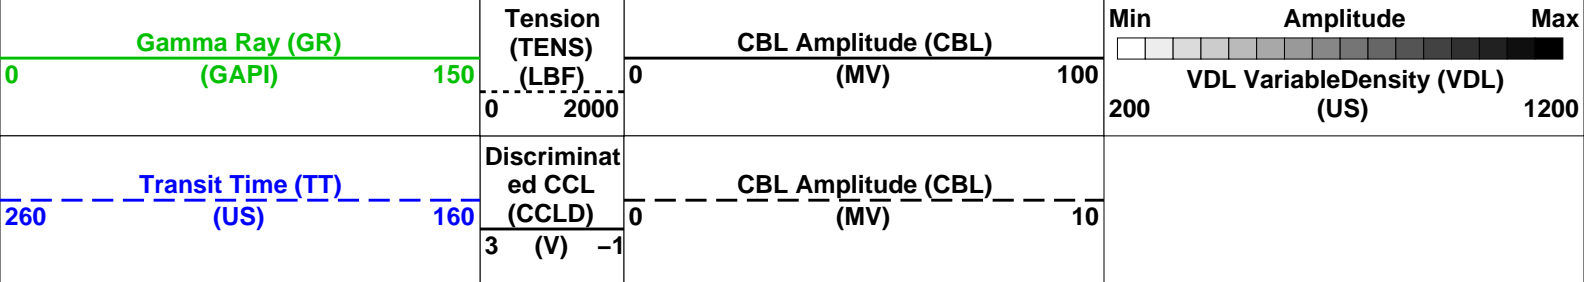 Gamma Ray (GR)
0 (GAPI) 150
Tension
(TENS)
(LBF)
0 2000
CBL Amplitude (CBL)
0 (MV) 100
Min Amplitude Max
VDL VariableDensity (VDL)
200 (US) 1200
Transit Time (TT)
260 (US) 160
Discriminat
ed CCL
(CCLD)
3 (V) −1
CBL Amplitude (CBL)
0 (MV) 10